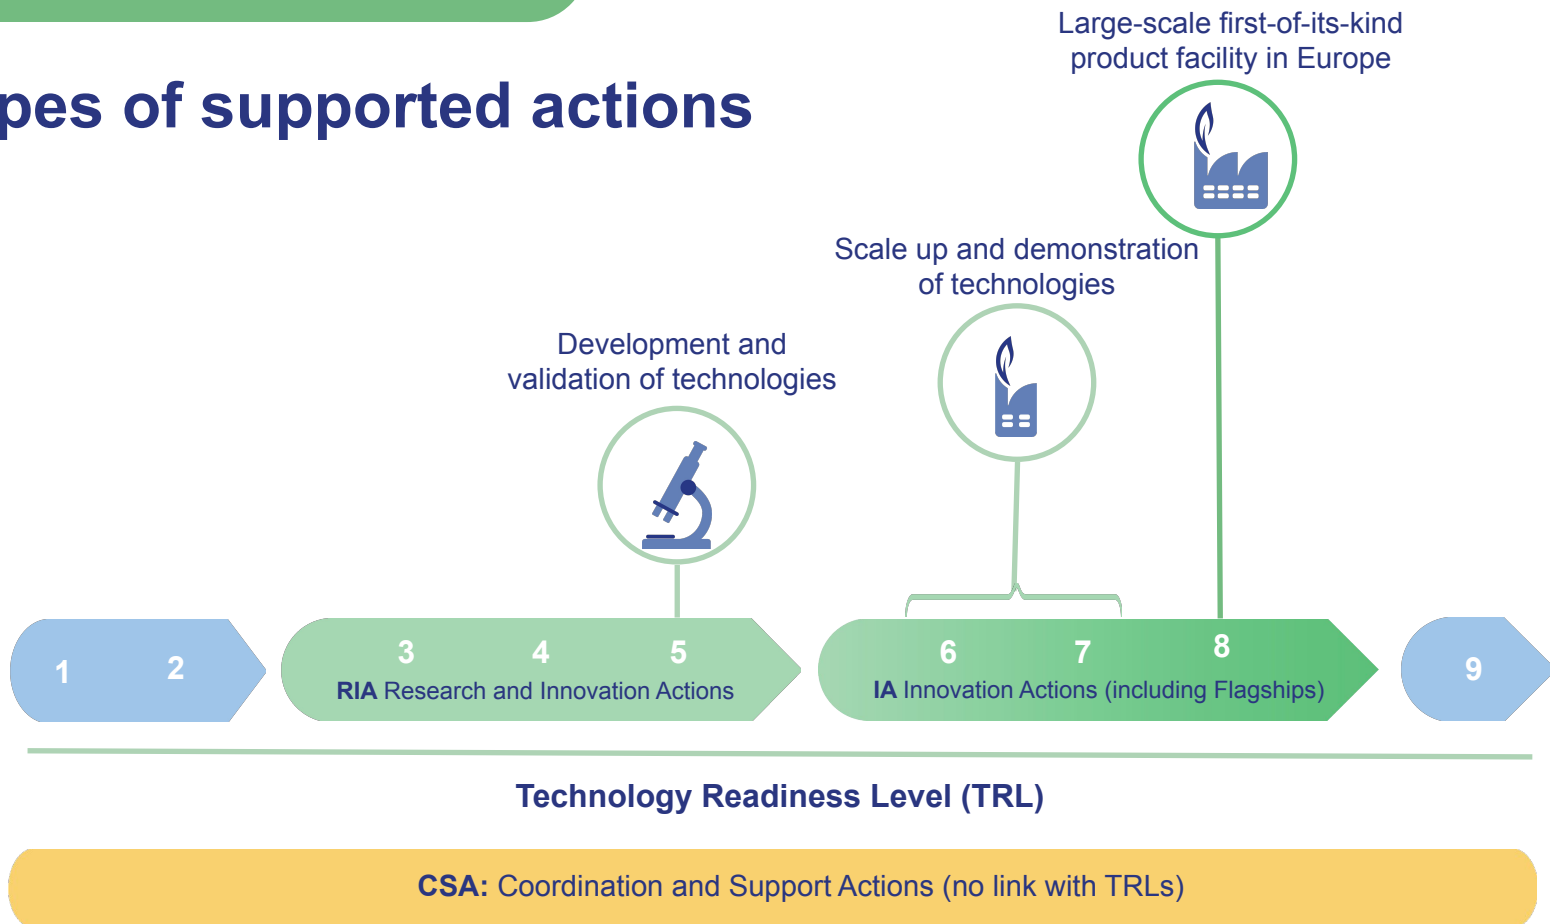 Large-scale first-of-its-kind
product facility in Europe
pes of supported actions
Scale up and demonstration
of technologies
Development and
validation of technologies
1
2
3
4
5
RIA Research and Innovation Actions
6
7
8
IA Innovation Actions (including Flagships)
9
Technology Readiness Level (TRL)
CSA: Coordination and Support Actions (no link with TRLs)